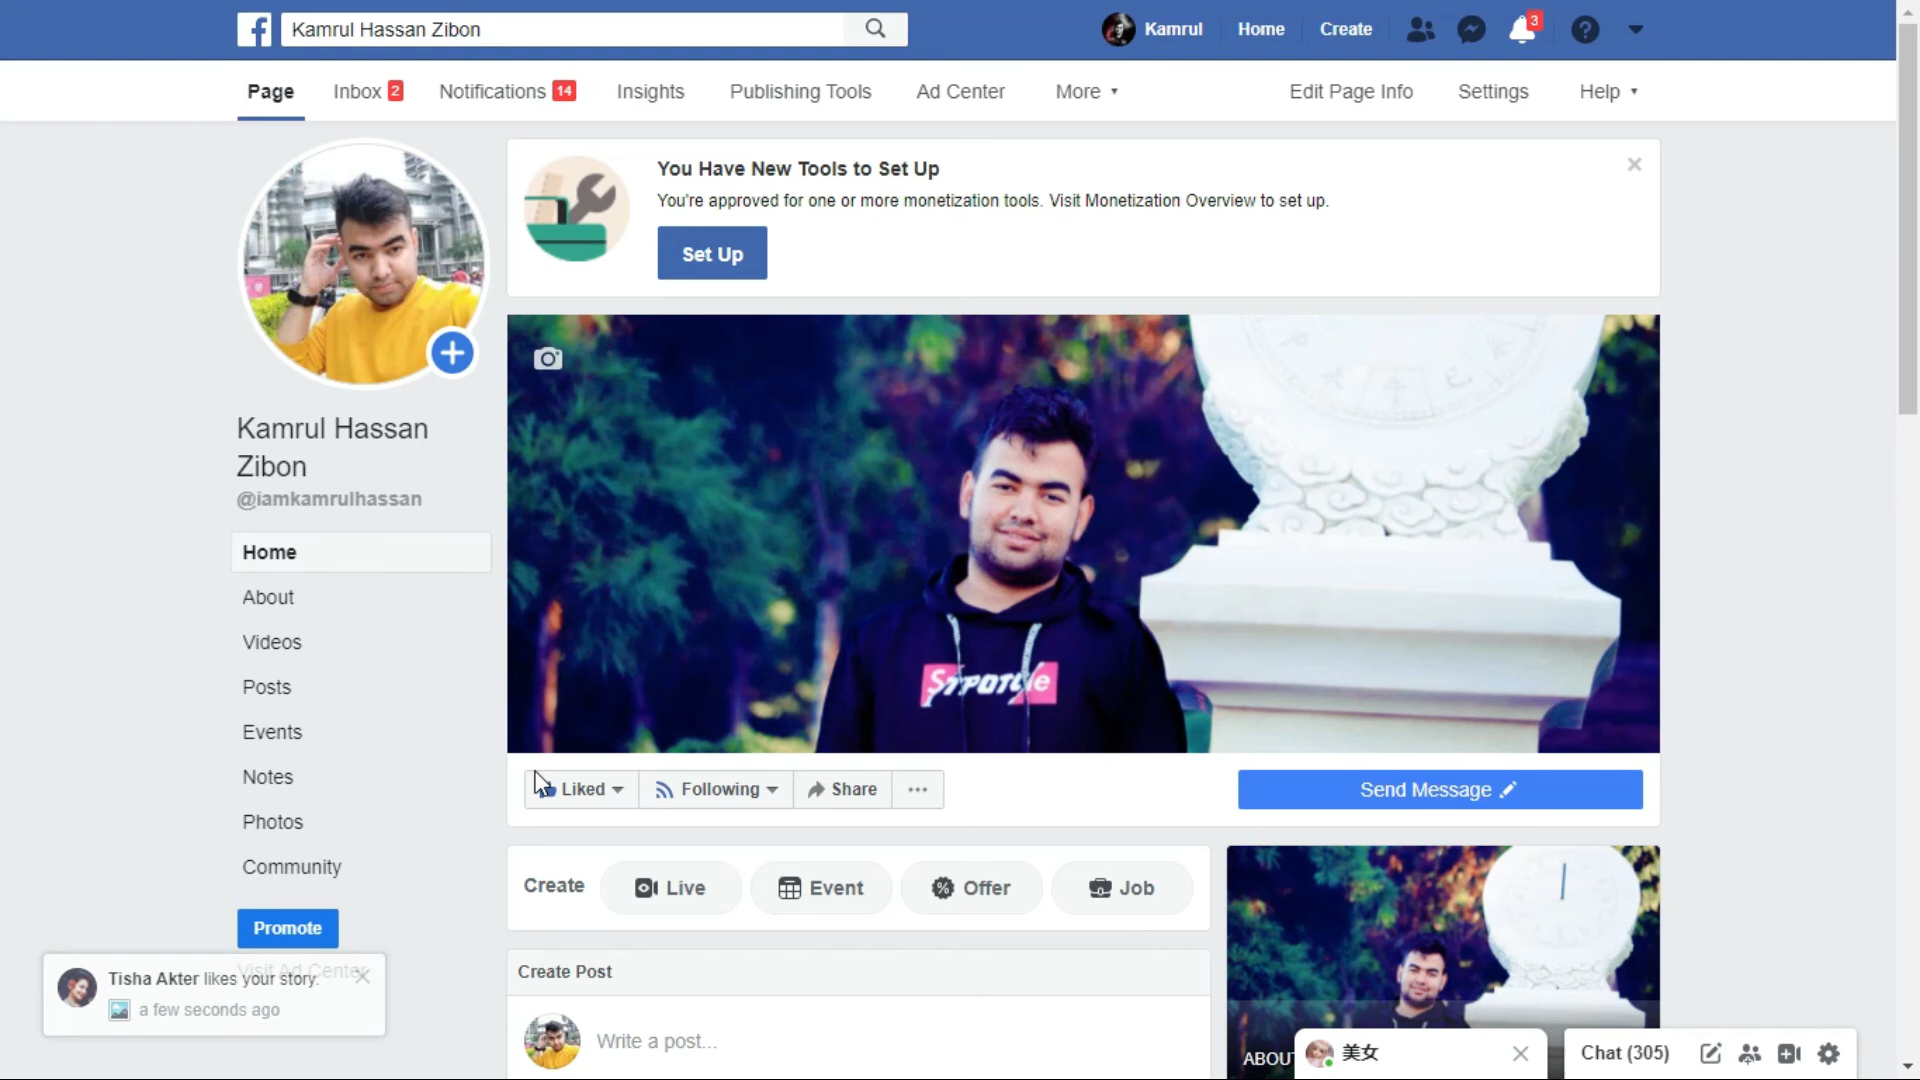 Kamrul Hassan Zibon
Kamrul
Home
Create
3
Page
Inbox 2
Notifications 14
Insights
Publishing Tools
Ad Center
More
Edit Page Info
Settings
Help
You Have New Tools to Set Up
You're approved for one or more monetization tools. Visit Monetization Overview to set up.
Set Up
Kamrul Hassan
Zibon
@iamkamrulhassan
Home
About
Videos
Posts
Events
Notes
Photos
Community
Promote
Visit Ad Center
Tisha Akter likes your story.
a few seconds ago
Liked
Following
Share
Send Message
Create
Live
Event
Offer
Job
Create Post
Write a post...
美女
Chat (305)